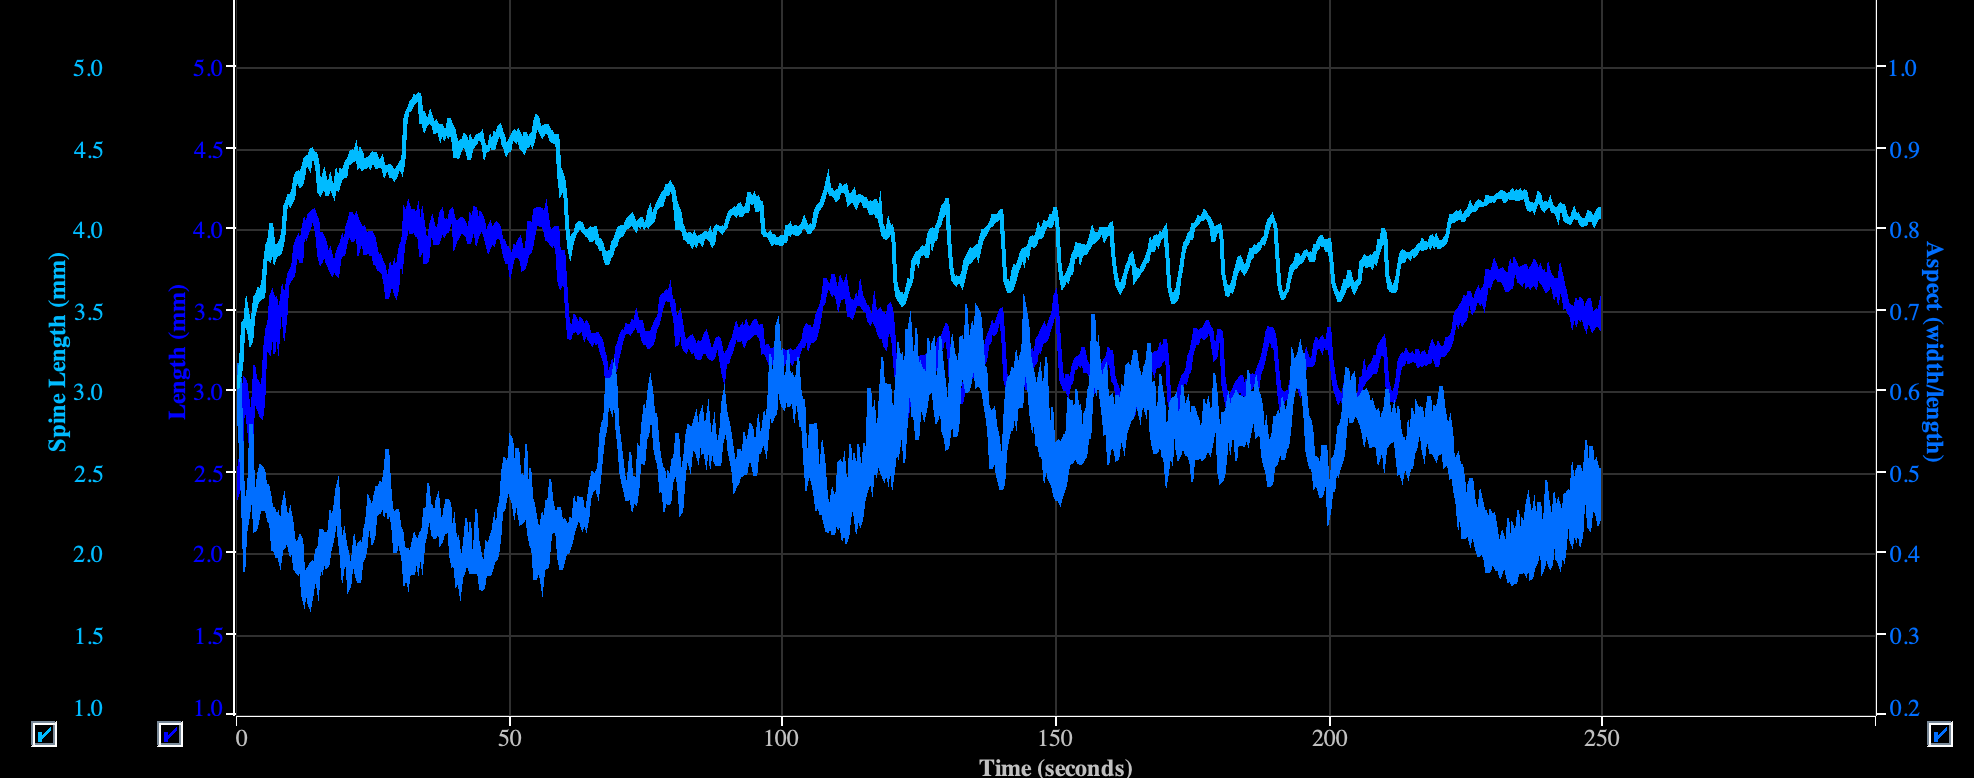 5.0 5.0 1.0
4.5 4.5 0.9
4.0 4.0 0.8
3.5 3.5 0.7
3.0 3.0 0.6
2.5 2.5 0.5
2.0 2.0 0.4
1.5 1.5 0.3
1.0 1.0 0.2
Spine Length (mm)
Length (mm)
Aspect (width/length)
0 50 100 150 200 250
Time (seconds)